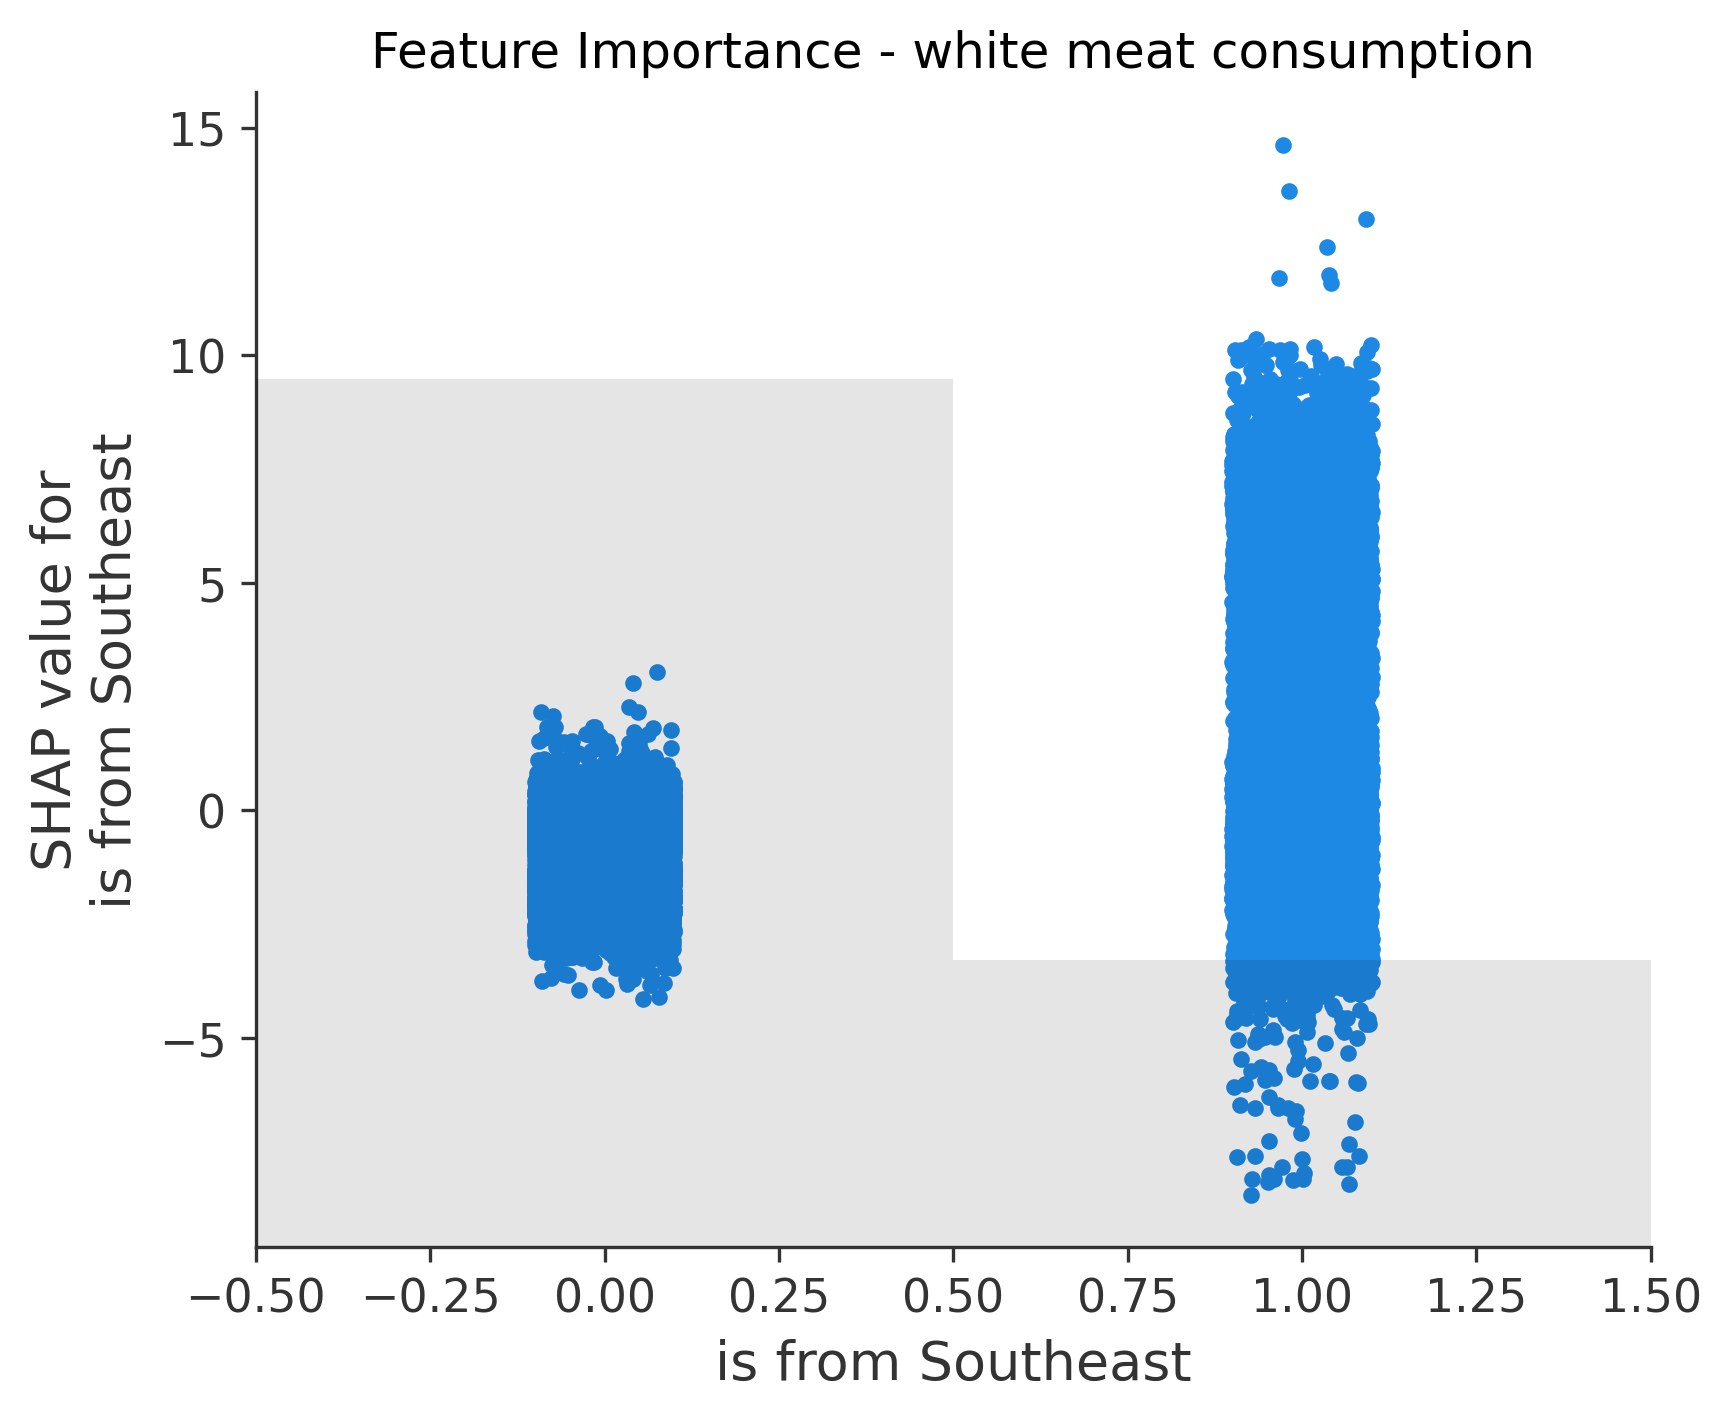 Feature Importance - white meat consumption
15
10
5
0
−5
SHAP value for
is from Southeast
−0.50 −0.25 0.00 0.25 0.50 0.75 1.00 1.25 1.50
is from Southeast